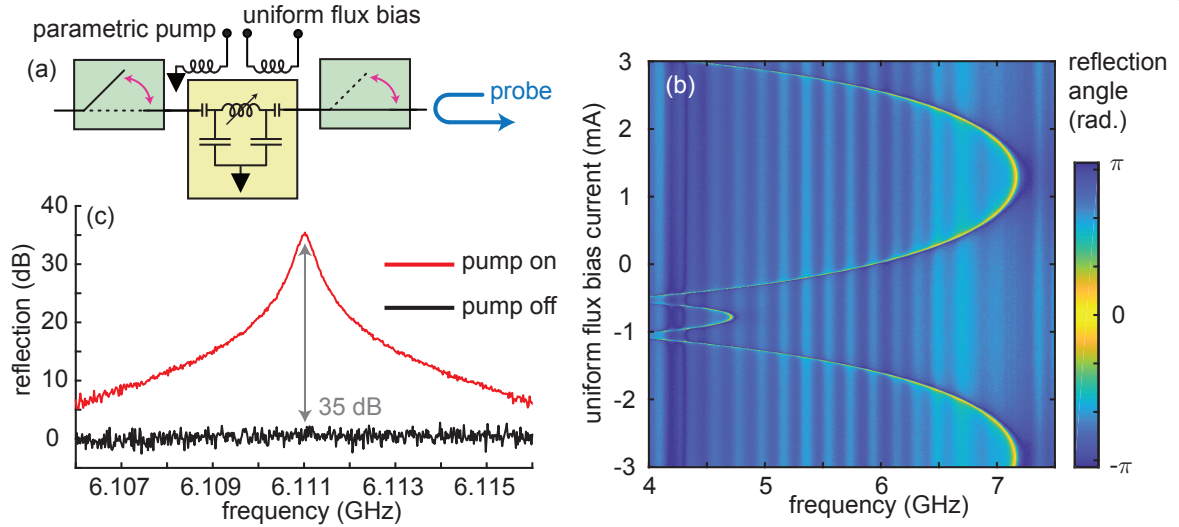 parametric pump
uniform flux bias
(a)
probe
(c)
reflection (dB)
40
30
20
10
0
pump on
pump off
35 dB
6.107
6.109
6.111
6.113
6.115
frequency (GHz)
(b)
uniform flux bias current (mA)
3
2
1
0
-1
-2
-3
4
5
6
7
frequency (GHz)
reflection
angle
(rad.)
π
0
-π